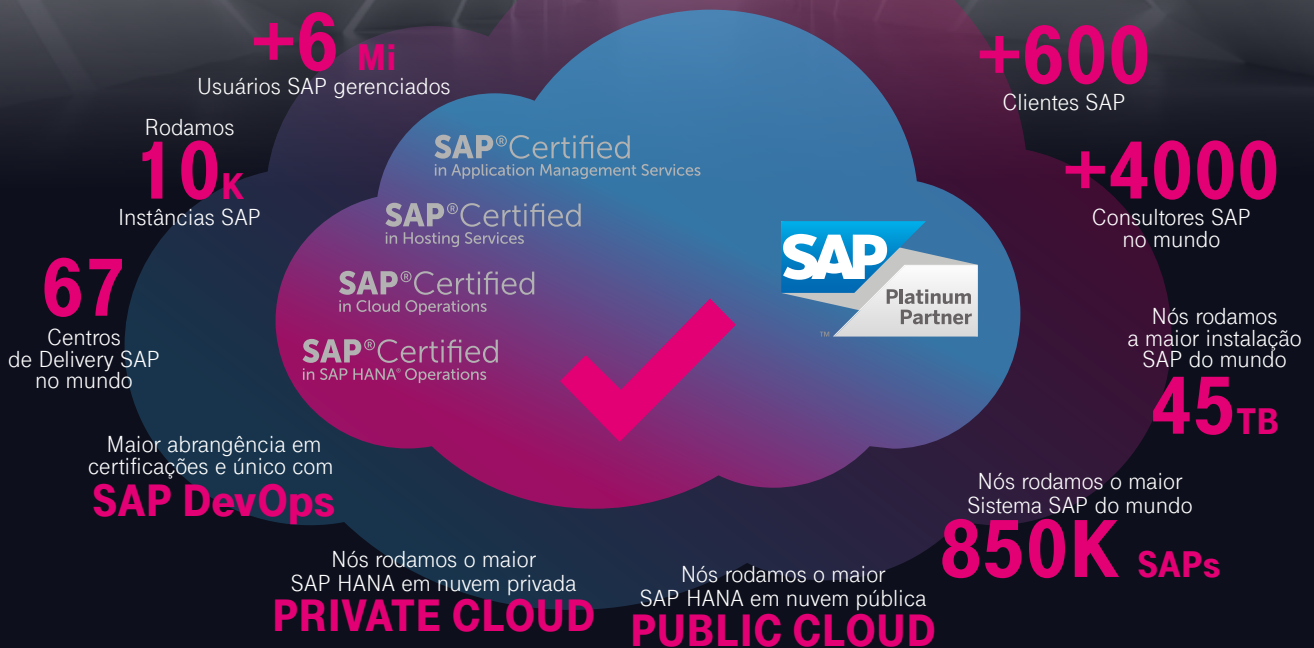 +6 Mi
Usuários SAP gerenciados
Rodamos
10K
Instâncias SAP
67
Centros
de Delivery SAP
no mundo
Maior abrangência em
certificações e único com
SAP DevOps
SAP®Certified
in Application Management Services
SAP®Certified
in Hosting Services
SAP®Certified
in Cloud Operations
SAP®Certified
in SAP HANA® Operations
SAP
Platinum
Partner
TM
Nós rodamos o maior
SAP HANA em nuvem privada
PRIVATE CLOUD
Nós rodamos o maior
SAP HANA em nuvem pública
PUBLIC CLOUD
+600
Clientes SAP
+4000
Consultores SAP
no mundo
Nós rodamos
a maior instalação
SAP do mundo
45TB
Nós rodamos o maior
Sistema SAP do mundo
850K SAPs